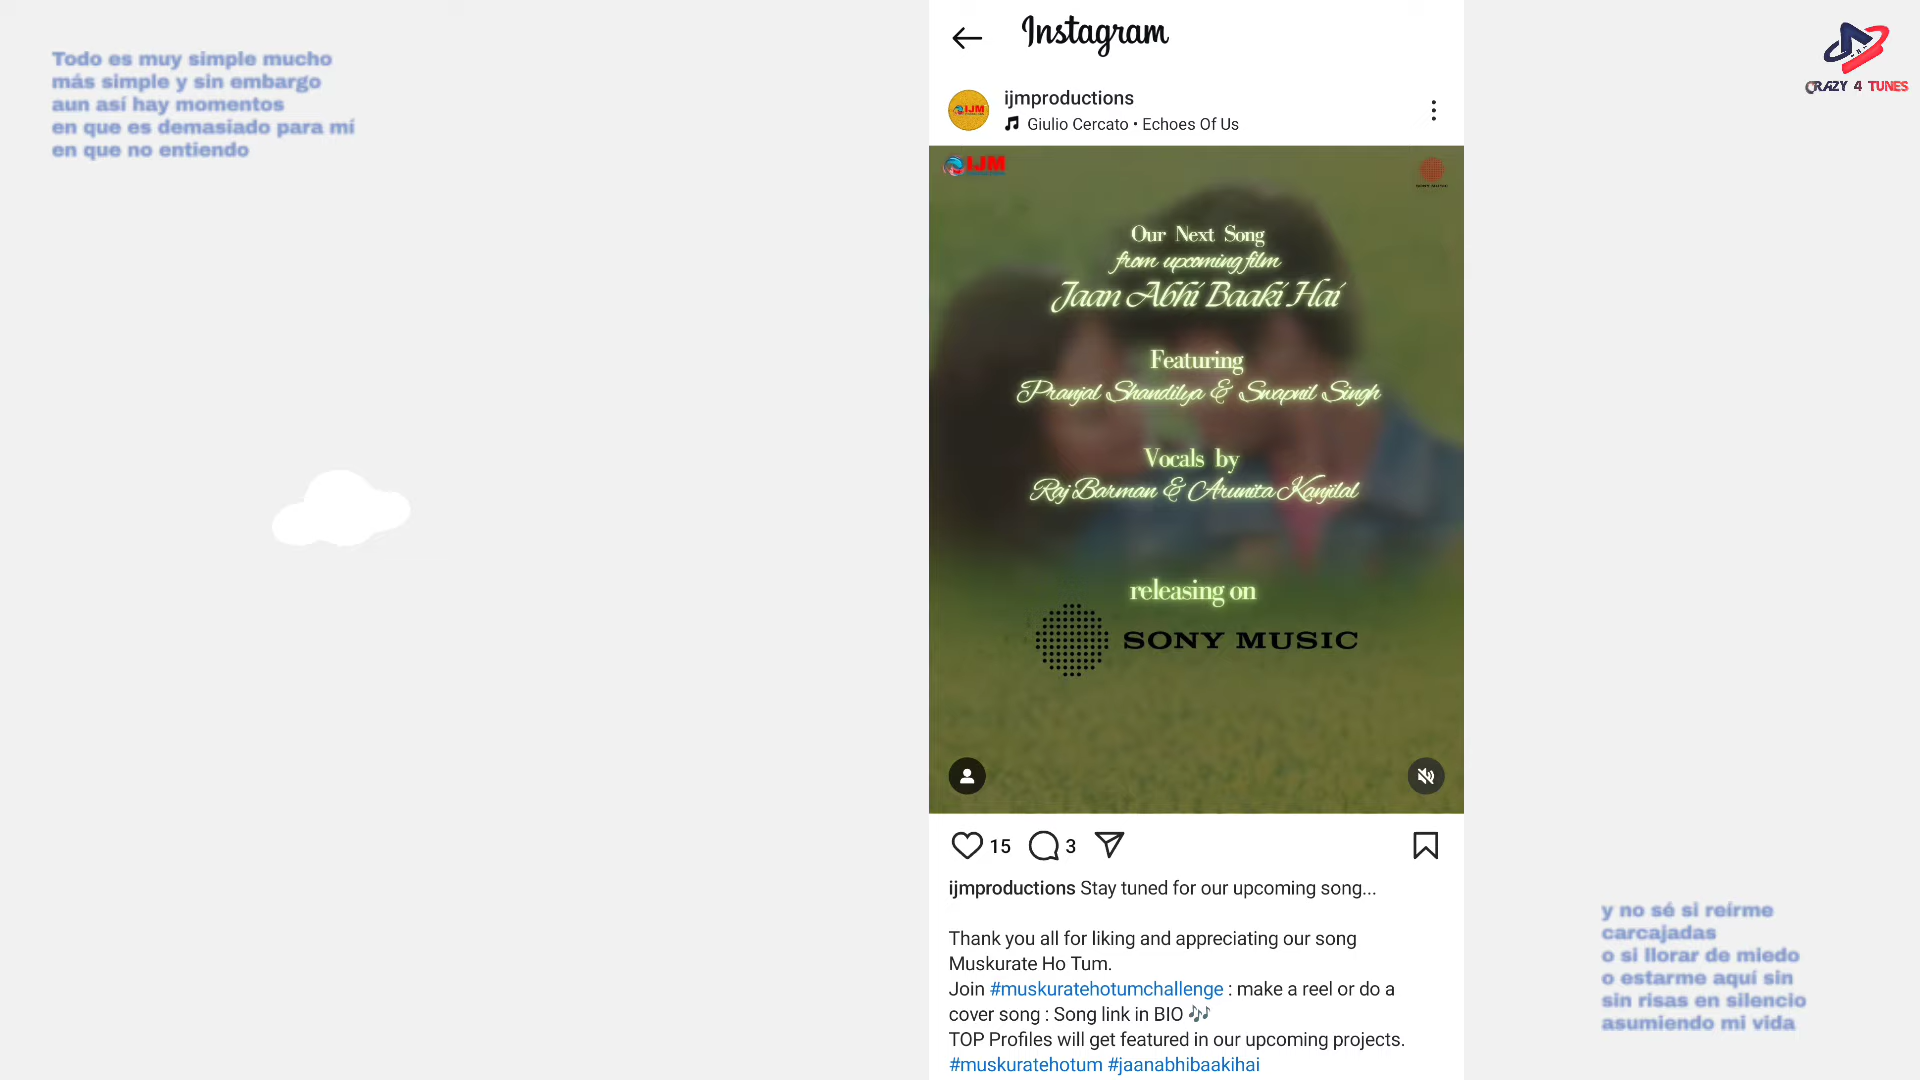 Todo es muy simple mucho
más simple y sin embargo
aun así hay momentos
en que es demasiado para mí
en que no entiendo
Instagram
CRAZY 4 TUNES
ijmproductions
Giulio Cercato • Echoes Of Us
IJM
SONY MUSIC
Our Next Song
from upcoming film
Jaan Abhi Baaki Hai
Featuring
Pranjal Shandilya & Swapnil Singh
Vocals by
Raj Barman & Arunita Kanjilal
releasing on
SONY MUSIC
15 3
ijmproductions Stay tuned for our upcoming song...
Thank you all for liking and appreciating our song
Muskurate Ho Tum.
Join #muskuratehotumchallenge : make a reel or do a
cover song : Song link in BIO 🎶
TOP Profiles will get featured in our upcoming projects.
#muskuratehotum #jaanabhibaakihai
y no sé si reírme
carcajadas
o si llorar de miedo
o estarme aquí sin
sin risas en silencio
asumiendo mi vida